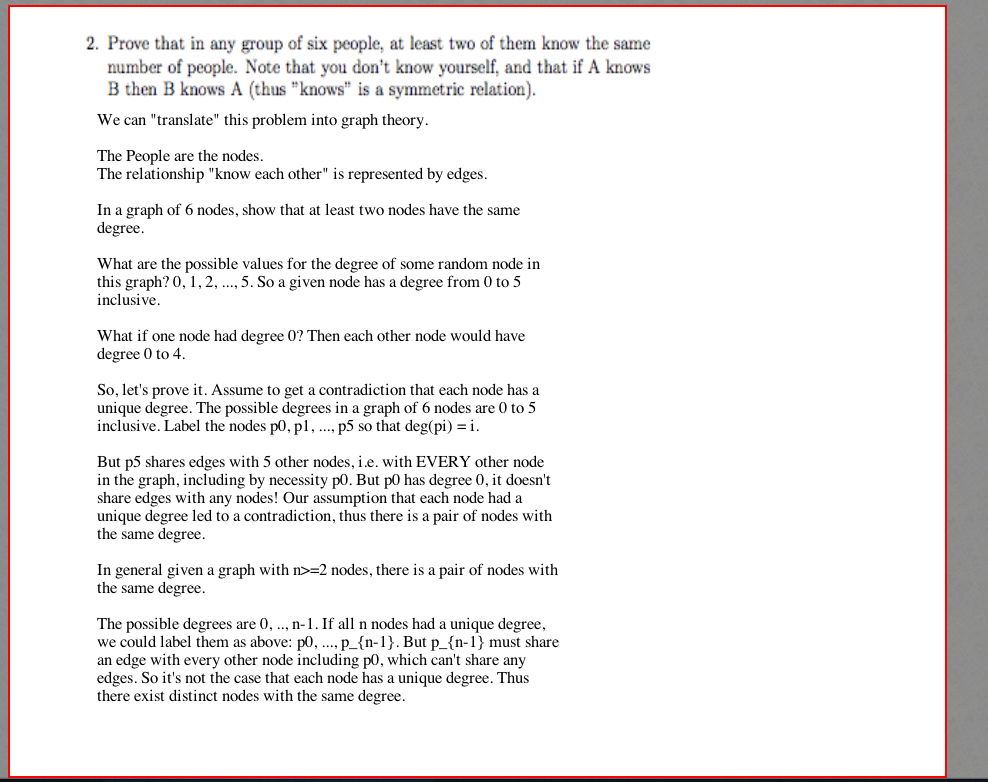 2. Prove that in any group of six people, at least two of them know the same
number of people. Note that you don't know yourself, and that if A knows
B then B knows A (thus "knows" is a symmetric relation).
We can "translate" this problem into graph theory.
The People are the nodes.
The relationship "know each other" is represented by edges.
In a graph of 6 nodes, show that at least two nodes have the same
degree.
What are the possible values for the degree of some random node in
this graph? 0, 1, 2, ..., 5. So a given node has a degree from 0 to 5
inclusive.
What if one node had degree 0? Then each other node would have
degree 0 to 4.
So, let's prove it. Assume to get a contradiction that each node has a
unique degree. The possible degrees in a graph of 6 nodes are 0 to 5
inclusive. Label the nodes p0, p1, ..., p5 so that deg(pi) = i.
But p5 shares edges with 5 other nodes, i.e. with EVERY other node
in the graph, including by necessity p0. But p0 has degree 0, it doesn't
share edges with any nodes! Our assumption that each node had a
unique degree led to a contradiction, thus there is a pair of nodes with
the same degree.
In general given a graph with n>=2 nodes, there is a pair of nodes with
the same degree.
The possible degrees are 0, .., n-1. If all n nodes had a unique degree,
we could label them as above: p0, ..., p_{n-1}. But p_{n-1} must share
an edge with every other node including p0, which can't share any
edges. So it's not the case that each node has a unique degree. Thus
there exist distinct nodes with the same degree.